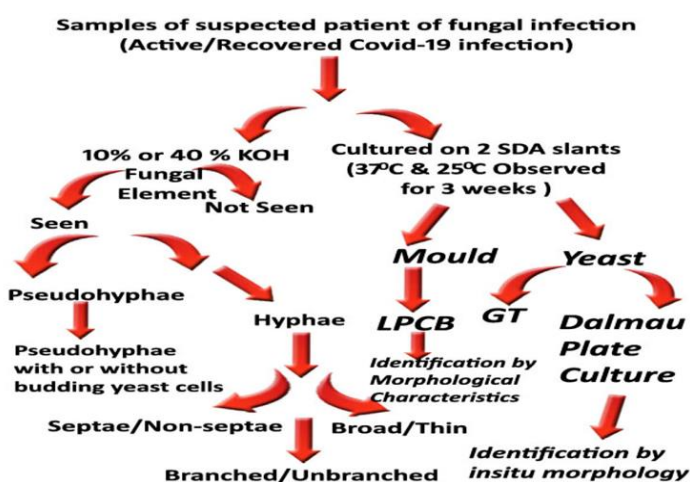 Samples of suspected patient of fungal infection
(Active/Recovered Covid-19 infection)
10% or 40 % KOH
Fungal
Element
Seen
Not Seen
Pseudohyphae
Pseudohyphae
with or without
budding yeast cells
Hyphae
Septae/Non-septae
Broad/Thin
Branched/Unbranched
Cultured on 2 SDA slants
(37⁰C & 25⁰C Observed
for 3 weeks )
Mould
LPCB
Identification by
Morphological
Characteristics
Yeast
GT
Dalmau
Plate
Culture
Identification by
insitu morphology